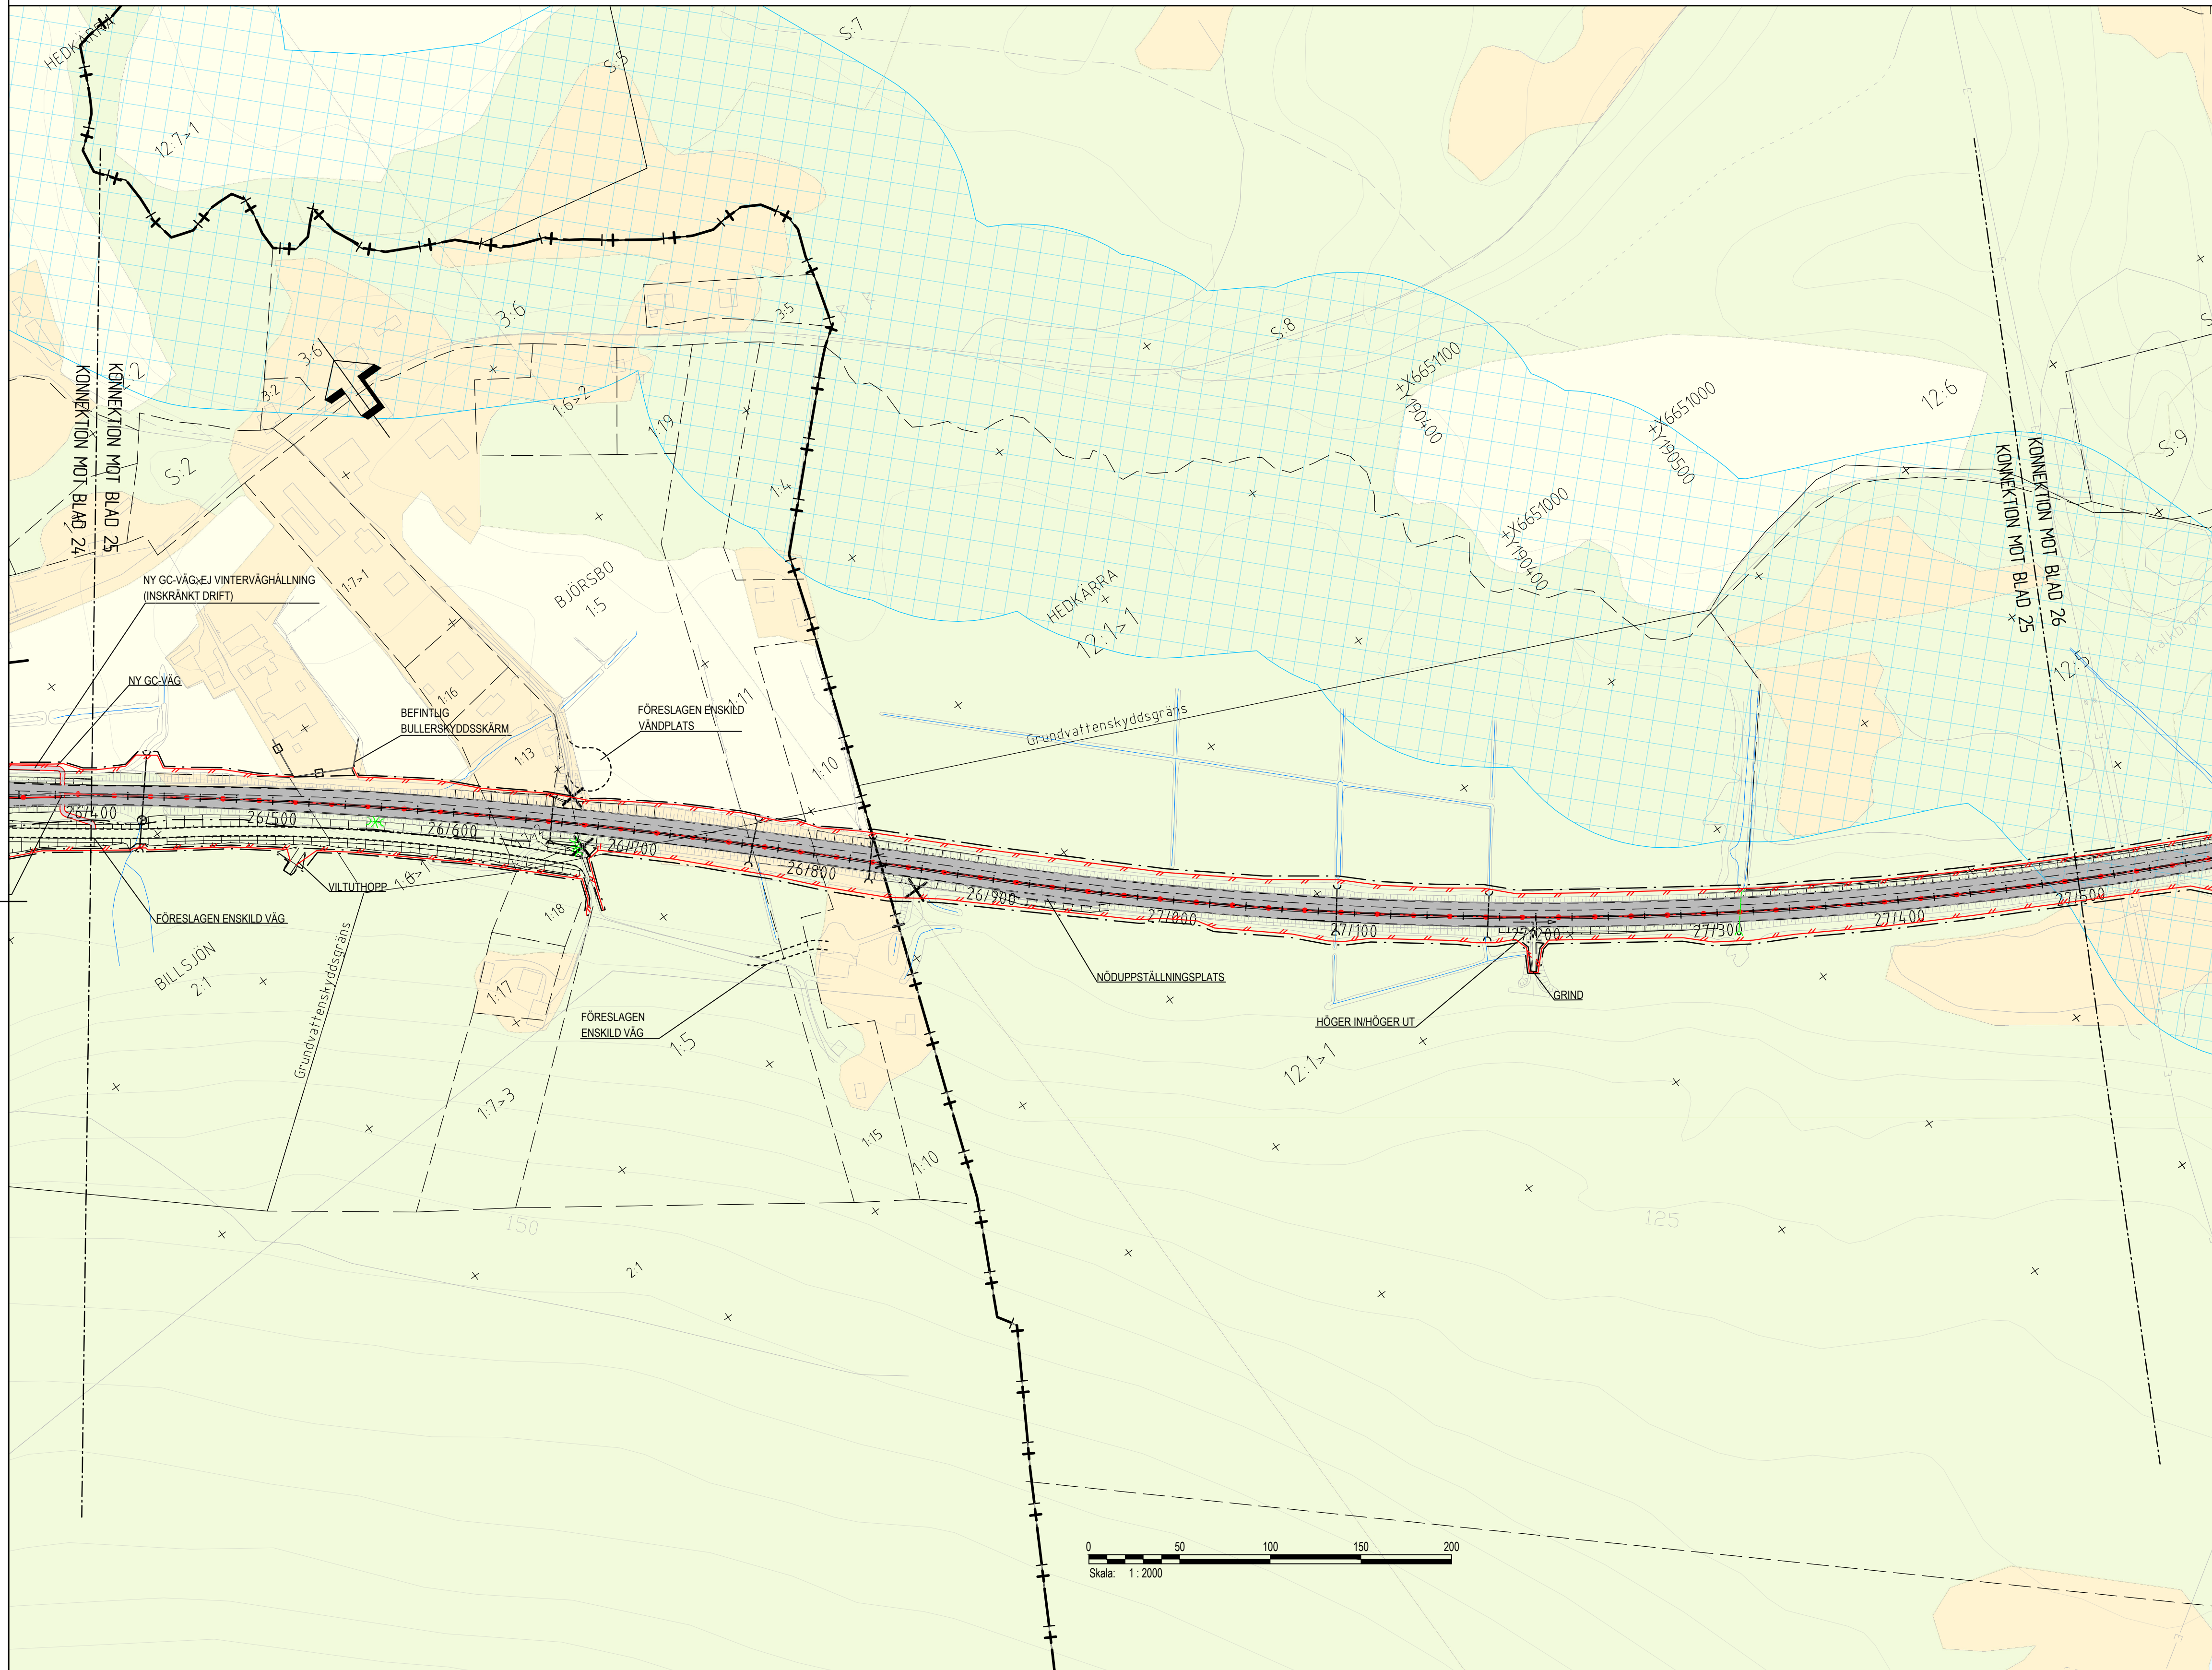 HEDKÄRRA
S:7
S:5
12:7>1
3:6
3:5
S:8
+X6651100
+Y190400
+X6651000
+Y190500
12:6
3:6
3:2
1:6>2
1:19
S:9
S:2
KONNEKTION MOT BLAD 25
KONNEKTION MOT BLAD 24
1:4
+X6651000
+Y190400
KONNEKTION MOT BLAD 26
KONNEKTION MOT BLAD 25
NY GC-VÄG, EJ VINTERVÄGHÅLLNING
(INSKRÄNKT DRIFT)
1:7>1
BJÖRSBO
1:5
HEDKÄRRA
12:1>1
F.d. kalkbrott
12:5
NY GC-VÄG
1:16
1:11
BEFINTLIG
BULLERSKYDDSSKÄRM
FÖRESLAGEN ENSKILD
VÄNDPLATS
Grundvattenskyddsgräns
1:13
1:10
26/400
26/500
26/600
26/700
26/800
26/900
27/000
27/100
27/200
27/300
27/400
27/500
VILTUTHOPP
1:6>1
FÖRESLAGEN ENSKILD VÄG
1:18
BILLSJÖN
2:1
Grundvattenskyddsgräns
1:17
NÖDUPPSTÄLLNINGSPLATS
GRIND
FÖRESLAGEN
ENSKILD VÄG
HÖGER IN/HÖGER UT
1:5
12:1>1
1:7>3
1:15
1:10
150
125
2:1
0 50 100 150 200
Skala: 1 : 2000